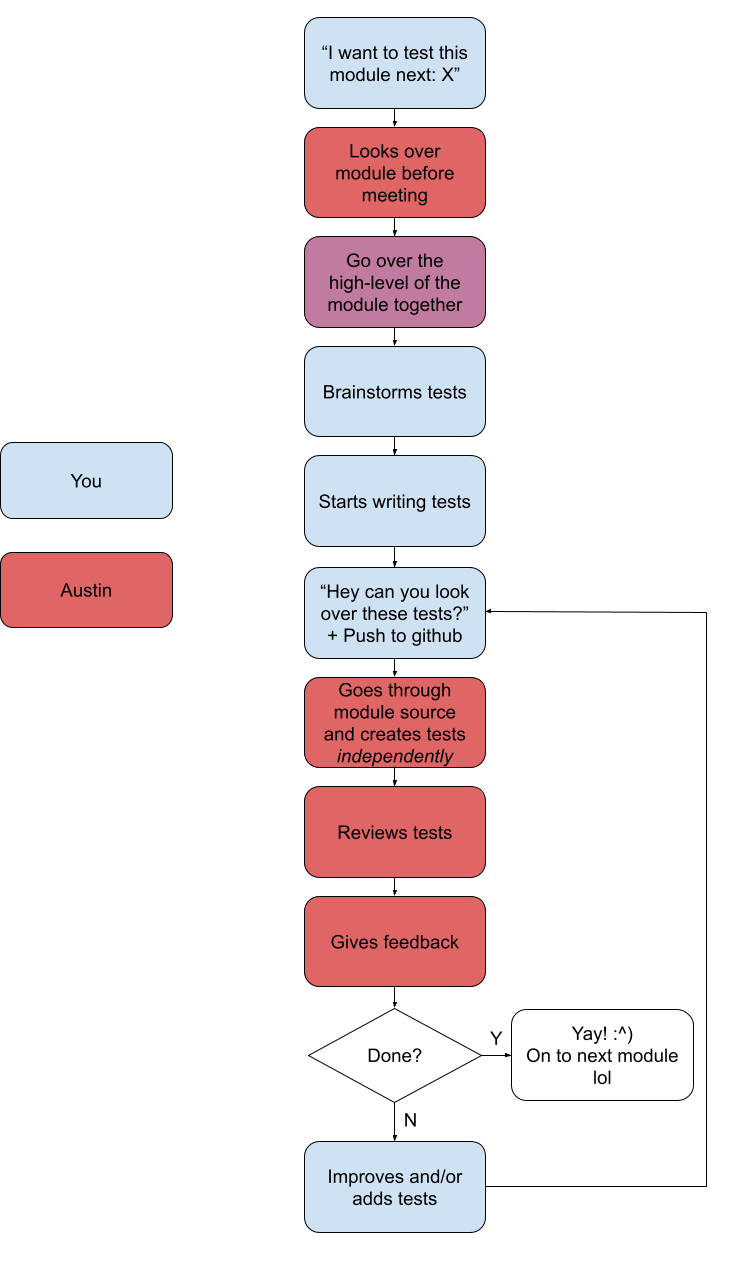 “I want to test this
module next: X”
Looks over
module before
meeting
Go over the
high-level of the
module together
Brainstorms tests
You
Starts writing tests
Austin
“Hey can you look
over these tests?”
+ Push to github
Goes through
module source
and creates tests
independently
Reviews tests
Gives feedback
Done?
Y
Yay! :^)
On to next module
lol
N
Improves and/or
adds tests